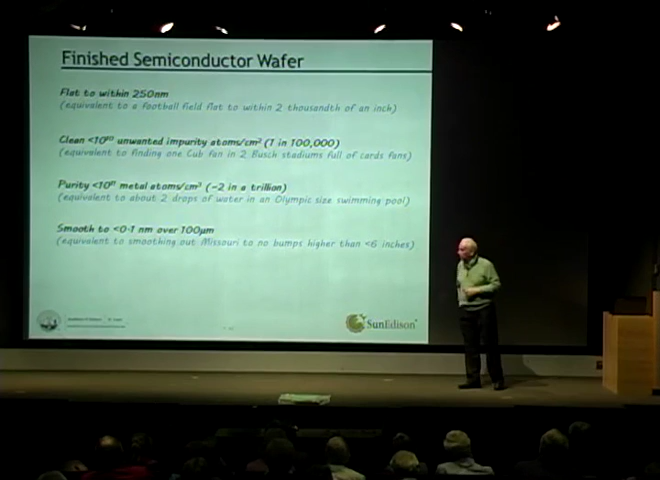 Finished Semiconductor Wafer
Flat to within 250nm
(equivalent to a football field flat to within 2 thousandth of an inch)
Clean <10¹⁰ unwanted impurity atoms/cm² (1 in 100,000)
(equivalent to finding one Cub fan in 2 Busch stadiums full of cards fans)
Purity <10¹¹ metal atoms/cm³ (~2 in a trillion)
(equivalent to about 2 drops of water in an Olympic size swimming pool)
Smooth to <0.1 nm over 100µm
(equivalent to smoothing out Missouri to no bumps higher than <6 inches)
SunEdison